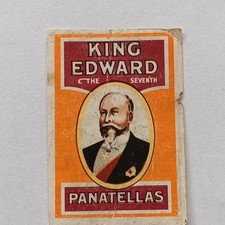 KING
EDWARD
THE SEVENTH
PANATELLAS